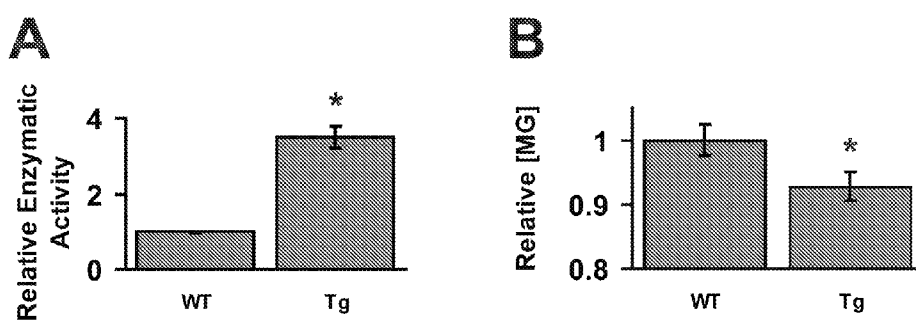 A
Relative Enzymatic
Activity
4
2
0
*
WT
Tg
B
Relative [MG]
1
0.9
0.8
*
WT
Tg